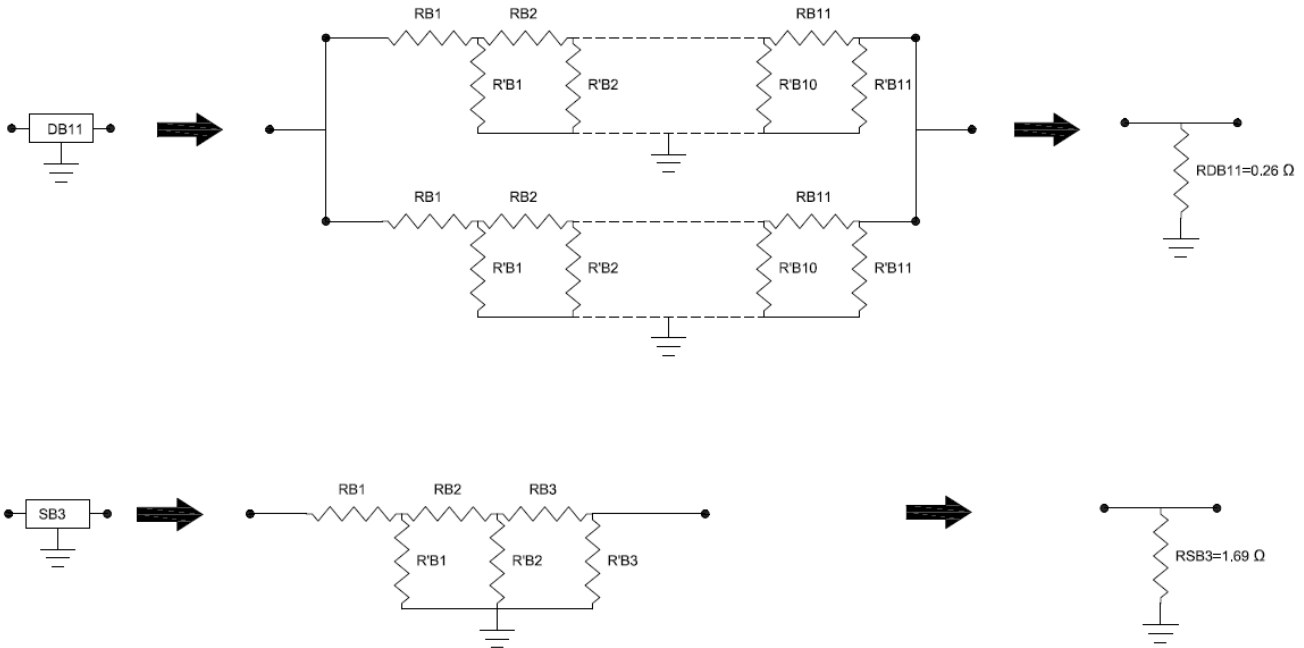 RB1 RB2 RB11
R'B1 R'B2 R'B10 R'B11
DB11
RDB11=0.26 Ω
RB1 RB2 RB11
R'B1 R'B2 R'B10 R'B11
RB1 RB2 RB3
SB3
R'B1 R'B2 R'B3
RSB3=1.69 Ω